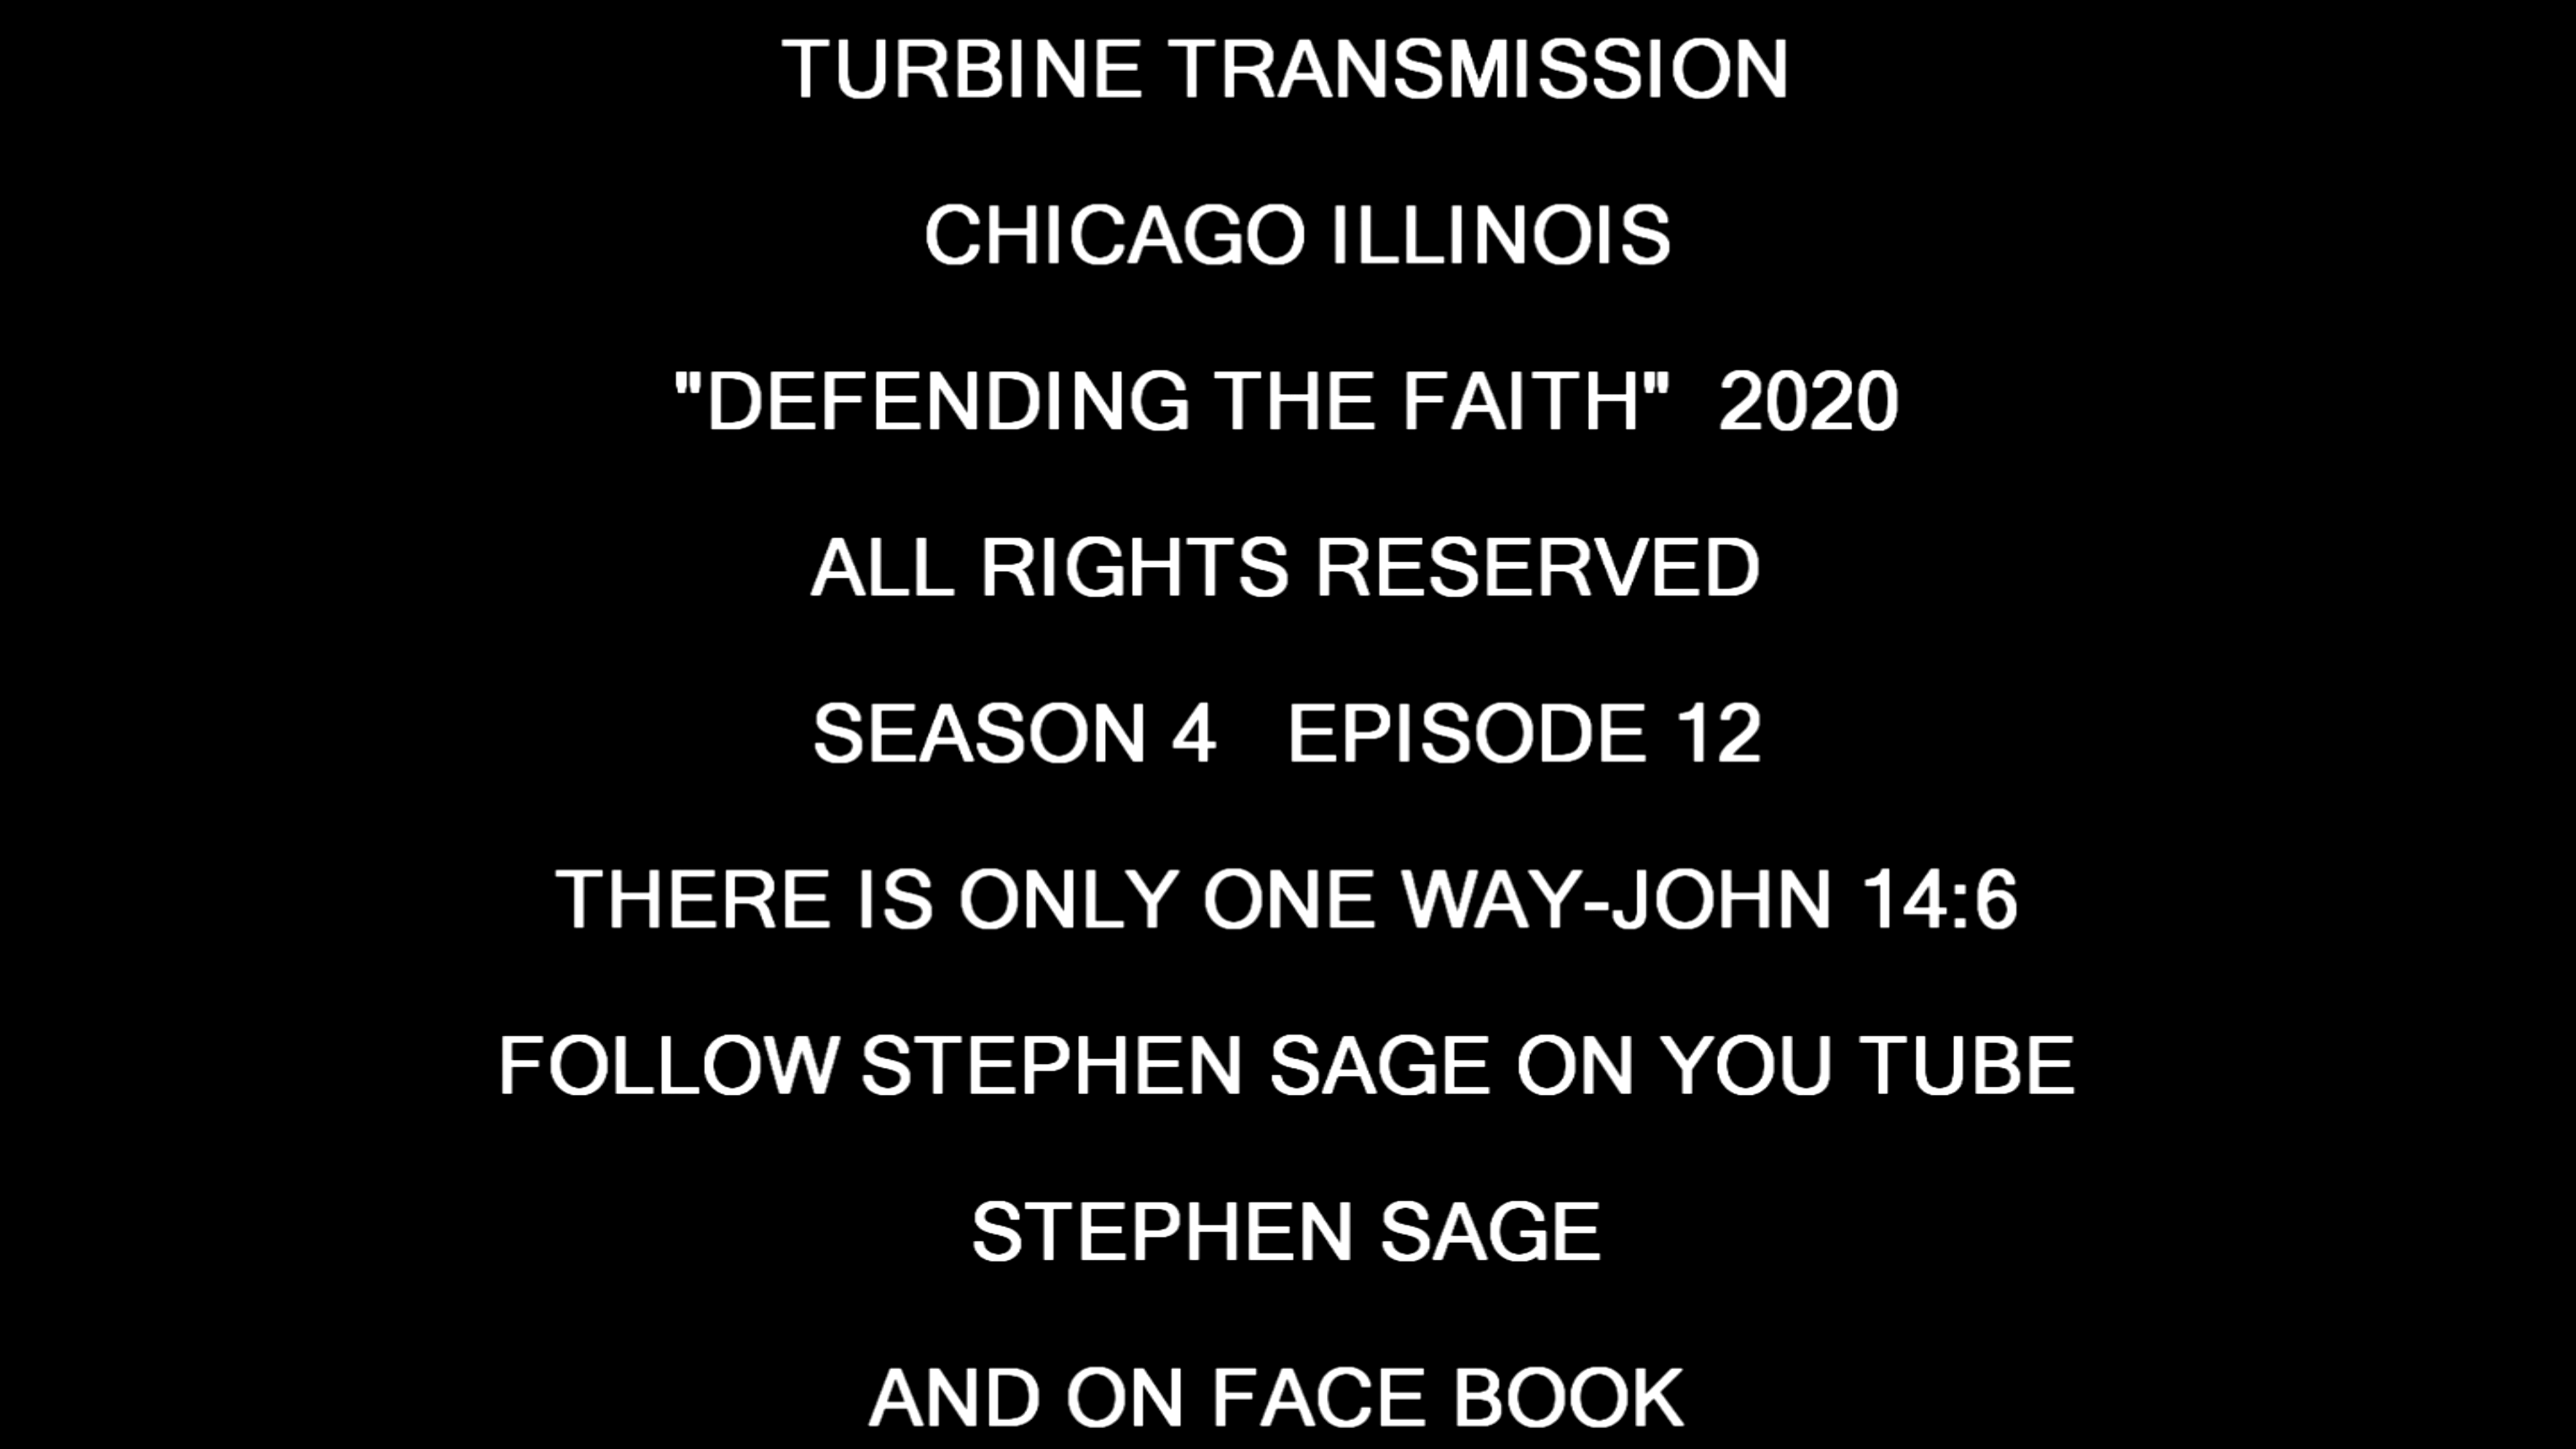 TURBINE TRANSMISSION
CHICAGO ILLINOIS
"DEFENDING THE FAITH"  2020
ALL RIGHTS RESERVED
SEASON 4   EPISODE 12
THERE IS ONLY ONE WAY-JOHN 14:6
FOLLOW STEPHEN SAGE ON YOU TUBE
STEPHEN SAGE
AND ON FACE BOOK